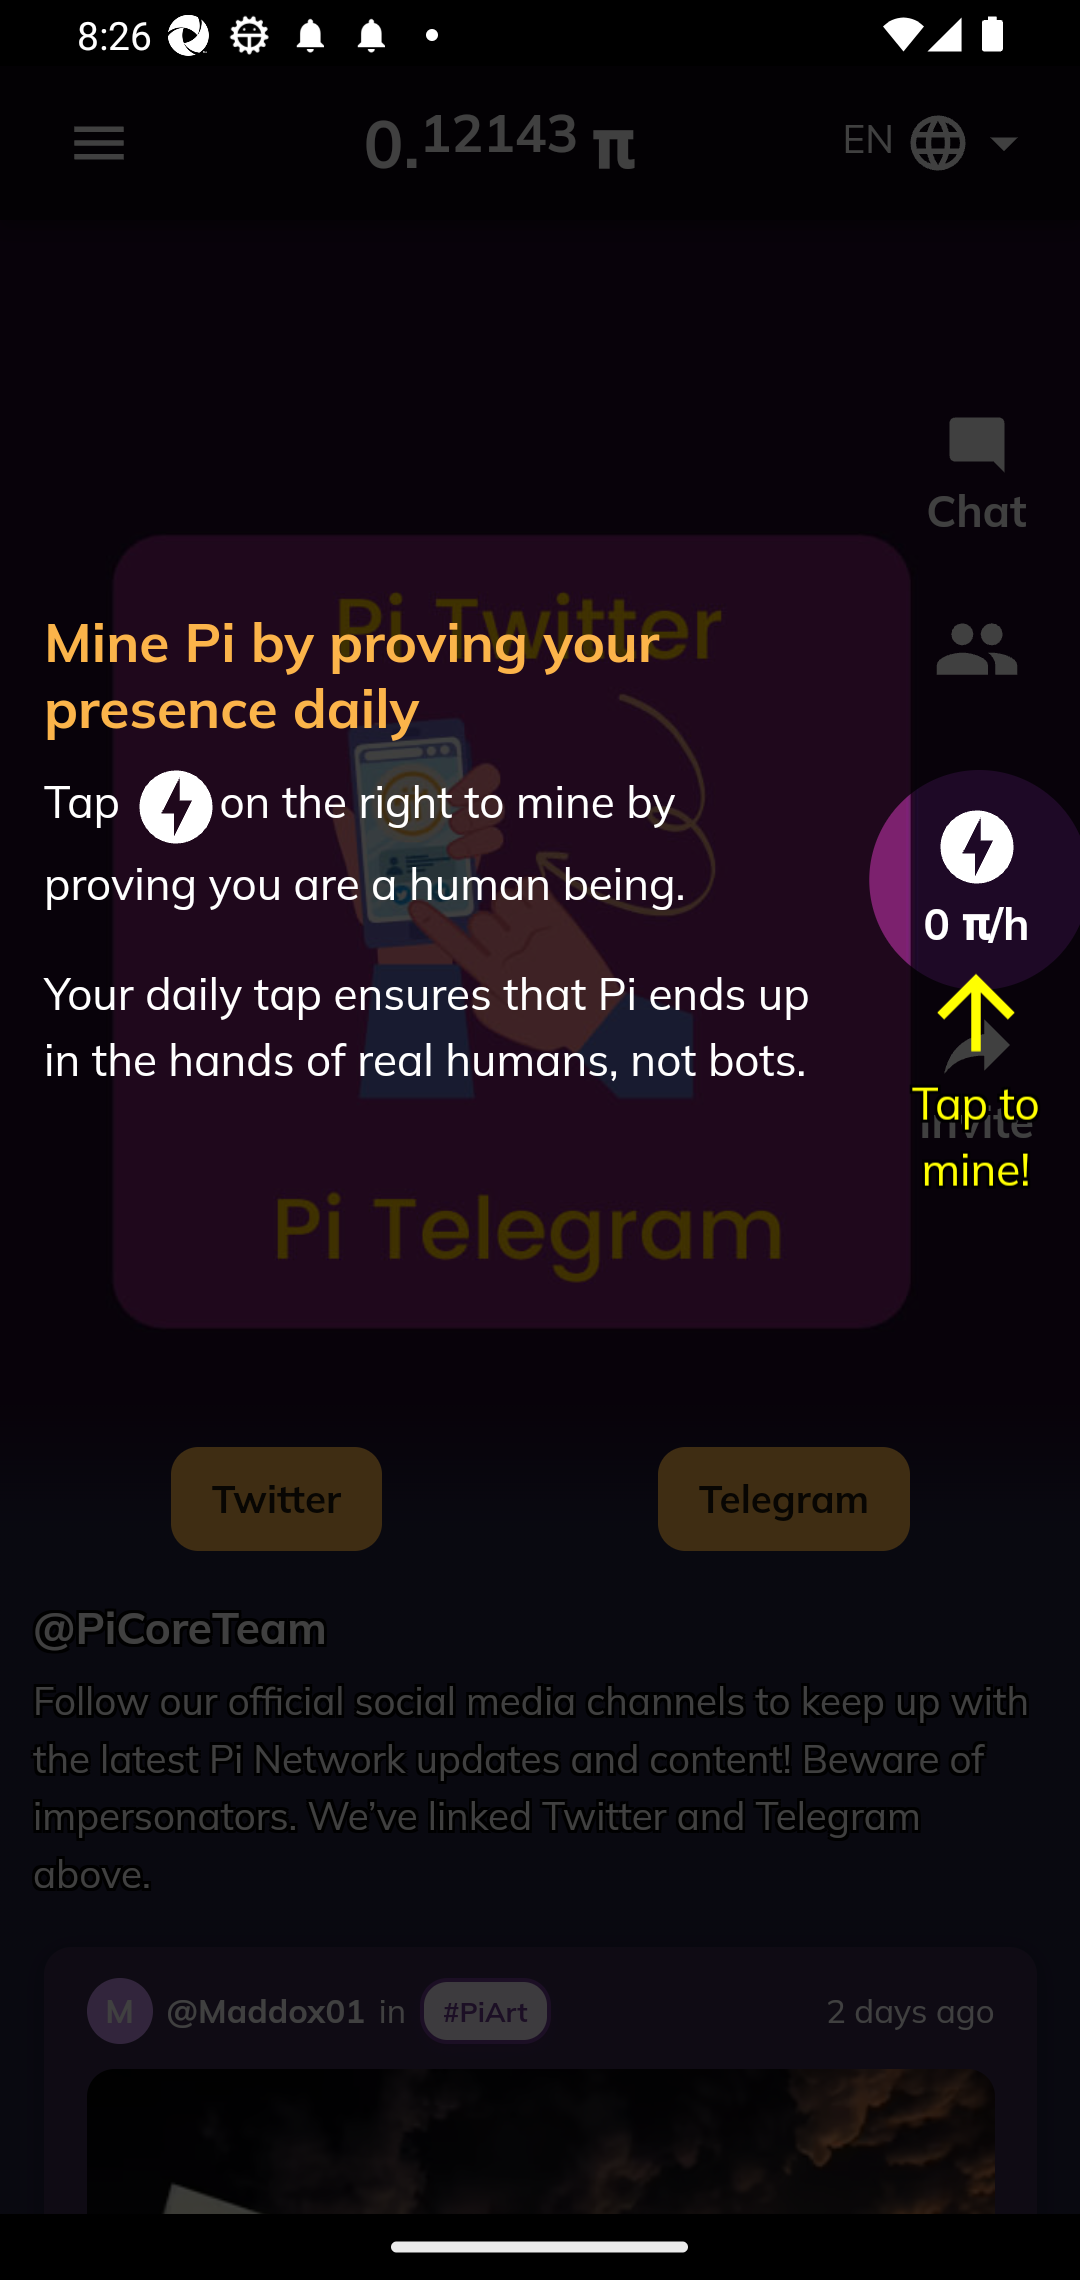 8:26
0.12143 π
EN
Chat
Pi Twitter
Mine Pi by proving your
presence daily
Tap on the right to mine by
proving you are a human being.
0 π/h
Your daily tap ensures that Pi ends up
in the hands of real humans, not bots.
Tap to
Invite
mine!
Pi Telegram
Twitter
Telegram
@PiCoreTeam
Follow our official social media channels to keep up with
the latest Pi Network updates and content! Beware of
impersonators. We’ve linked Twitter and Telegram
above.
M @Maddox01 in #PiArt 2 days ago